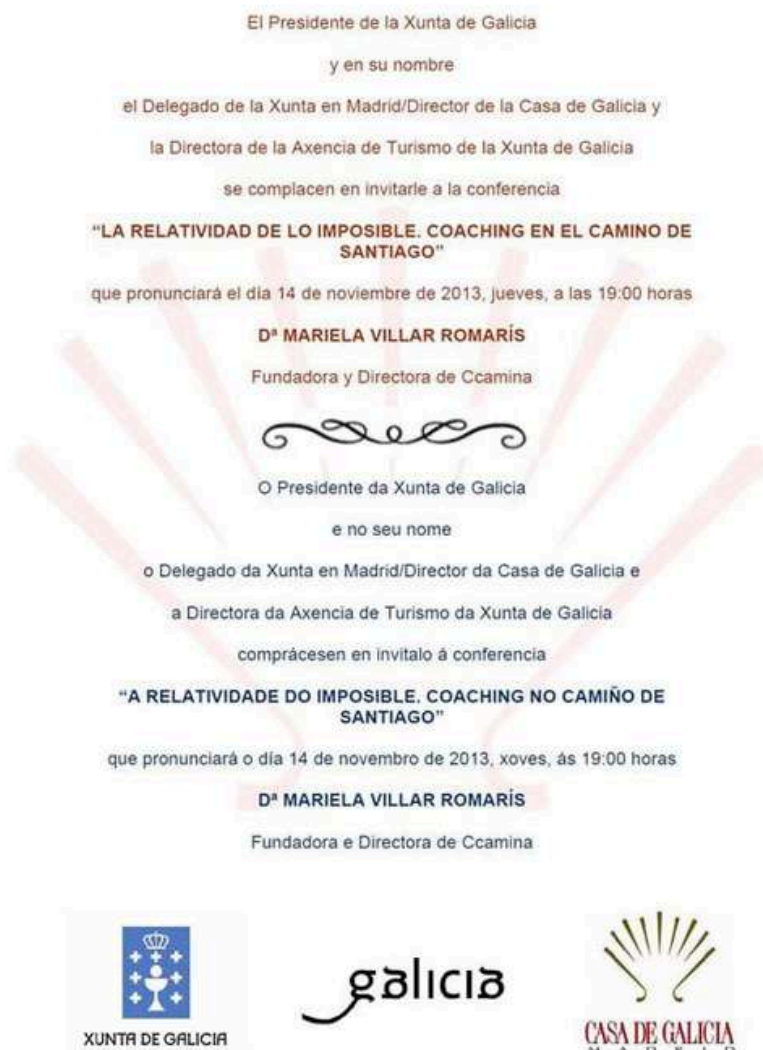 El Presidente de la Xunta de Galicia
y en su nombre
el Delegado de la Xunta en Madrid/Director de la Casa de Galicia y
la Directora de la Axencia de Turismo de la Xunta de Galicia
se complacen en invitarle a la conferencia
“LA RELATIVIDAD DE LO IMPOSIBLE. COACHING EN EL CAMINO DE
SANTIAGO”
que pronunciará el día 14 de noviembre de 2013, jueves, a las 19:00 horas
Dª MARIELA VILLAR ROMARÍS
Fundadora y Directora de Ccamina
O Presidente da Xunta de Galicia
e no seu nome
o Delegado da Xunta en Madrid/Director da Casa de Galicia e
a Directora da Axencia de Turismo da Xunta de Galicia
comprácesen en invitalo á conferencia
“A RELATIVIDADE DO IMPOSIBLE. COACHING NO CAMIÑO DE
SANTIAGO”
que pronunciará o día 14 de novembro de 2013, xoves, ás 19:00 horas
Dª MARIELA VILLAR ROMARÍS
Fundadora e Directora de Ccamina
XUNTA DE GALICIA
galicia
CASA DE GALICIA
MADRID